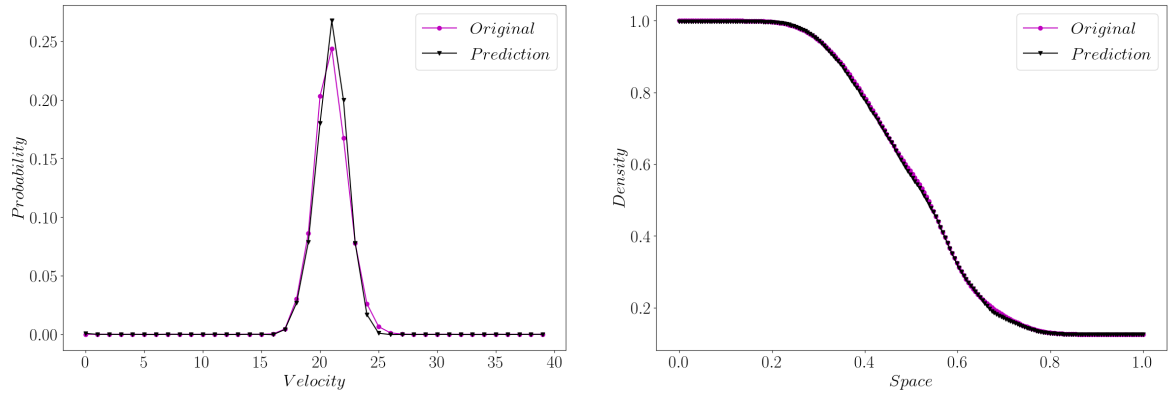 Original
Prediction
0.25
0.20
0.15
0.10
0.05
0.00
Probability
0 5 10 15 20 25 30 35 40
Velocity
Original
Prediction
1.0
0.8
0.6
0.4
0.2
Density
0.0 0.2 0.4 0.6 0.8 1.0
Space